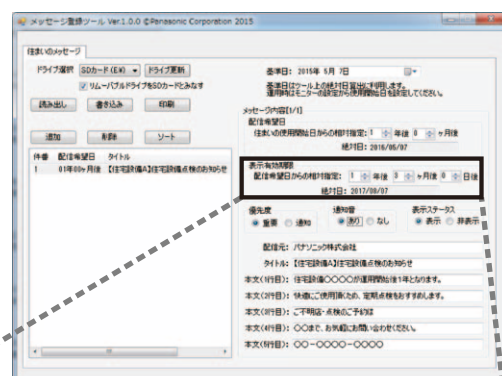 メッセージ登録ツール Ver.1.0.0 ©Panasonic Corporation 2015
住まいのメッセージ
ドライブ選択 SDカード(E:¥) ドライブ更新
リムーバブルドライブをSDカードとみなす
読み出し 書き込み 印刷
追加 削除 ソート
件番 配信希望日 タイトル
1 01年00ヶ月後 【住宅設備A】住宅設備点検のお知らせ
基準日: 2015年 5月 7日
基準日はツール上の絶対日算出に利用します。
運用時はモニターの設定から使用開始日を設定してください。
メッセージ内容[1/1]
配信希望日
住まいの使用開始日からの相対指定: 1 年後 0 ヶ月後
絶対日: 2016/05/07
表示有効期限
配信希望日からの相対指定: 1 年後 3 ヶ月後 0 日後
絶対日: 2017/08/07
優先度 通知音 表示ステータス
重要 通知 あり なし 表示 非表示
配信元: パナソニック株式会社
タイトル: 【住宅設備A】住宅設備点検のお知らせ
本文(1行目): 住宅設備〇〇〇〇が運用開始後1年となります。
本文(2行目): 快適にご使用頂くため、定期点検をおすすめします。
本文(3行目): ご不明店・点検のご予約は
本文(4行目): 〇〇まで、お気軽にお問い合わせください。
本文(5行目): 〇〇-〇〇〇〇-〇〇〇〇